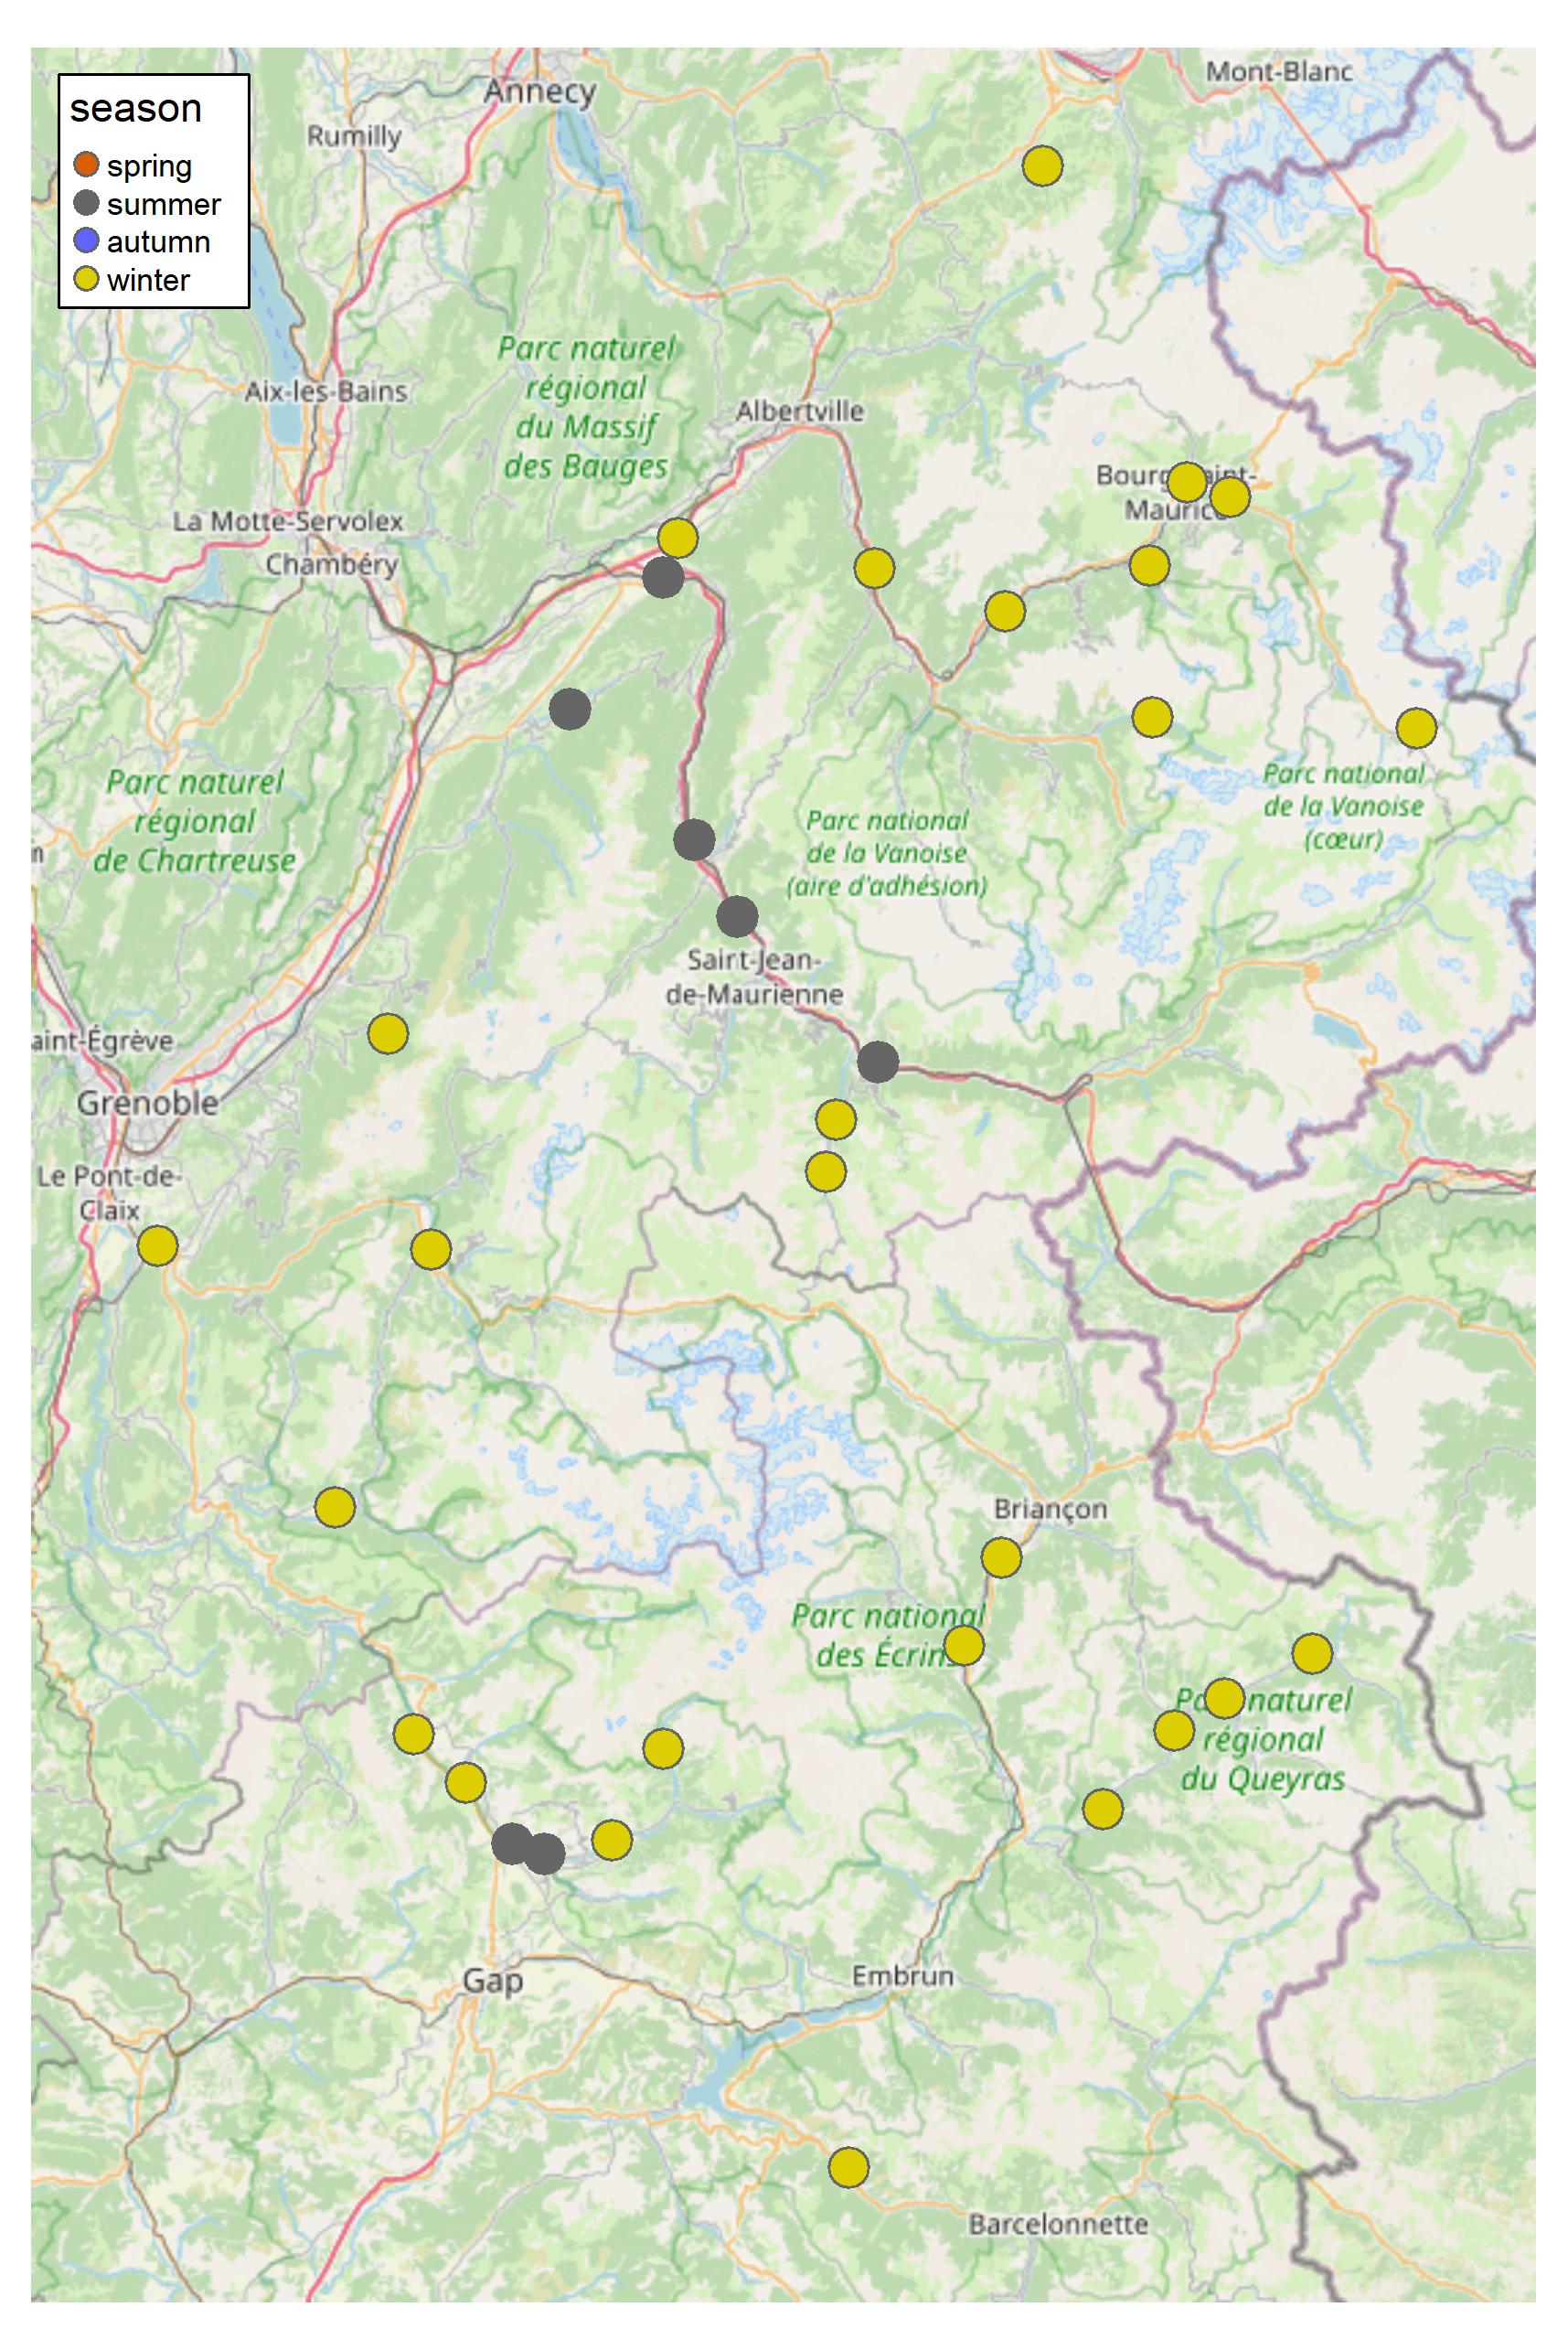 Mont-Blanc
Annecy
season
Rumilly
spring
summer
autumn
winter
Parc naturel
régional
du Massif
des Bauges
Aix-les-Bains
Albertville
La Motte-Servolex
Chambéry
Maurice
Parc naturel
régional
de Chartreuse
Parc national
de la Vanoise
(cœur)
Parc national
de la Vanoise
(aire d'adhésion)
Saint-Jean-
de-Maurienne
aint-Égrève
Grenoble
Le Pont-de-
Claix
Briançon
Parc national
des Écrins
naturel
régional
du Queyras
Gap
Embrun
Barcelonnette